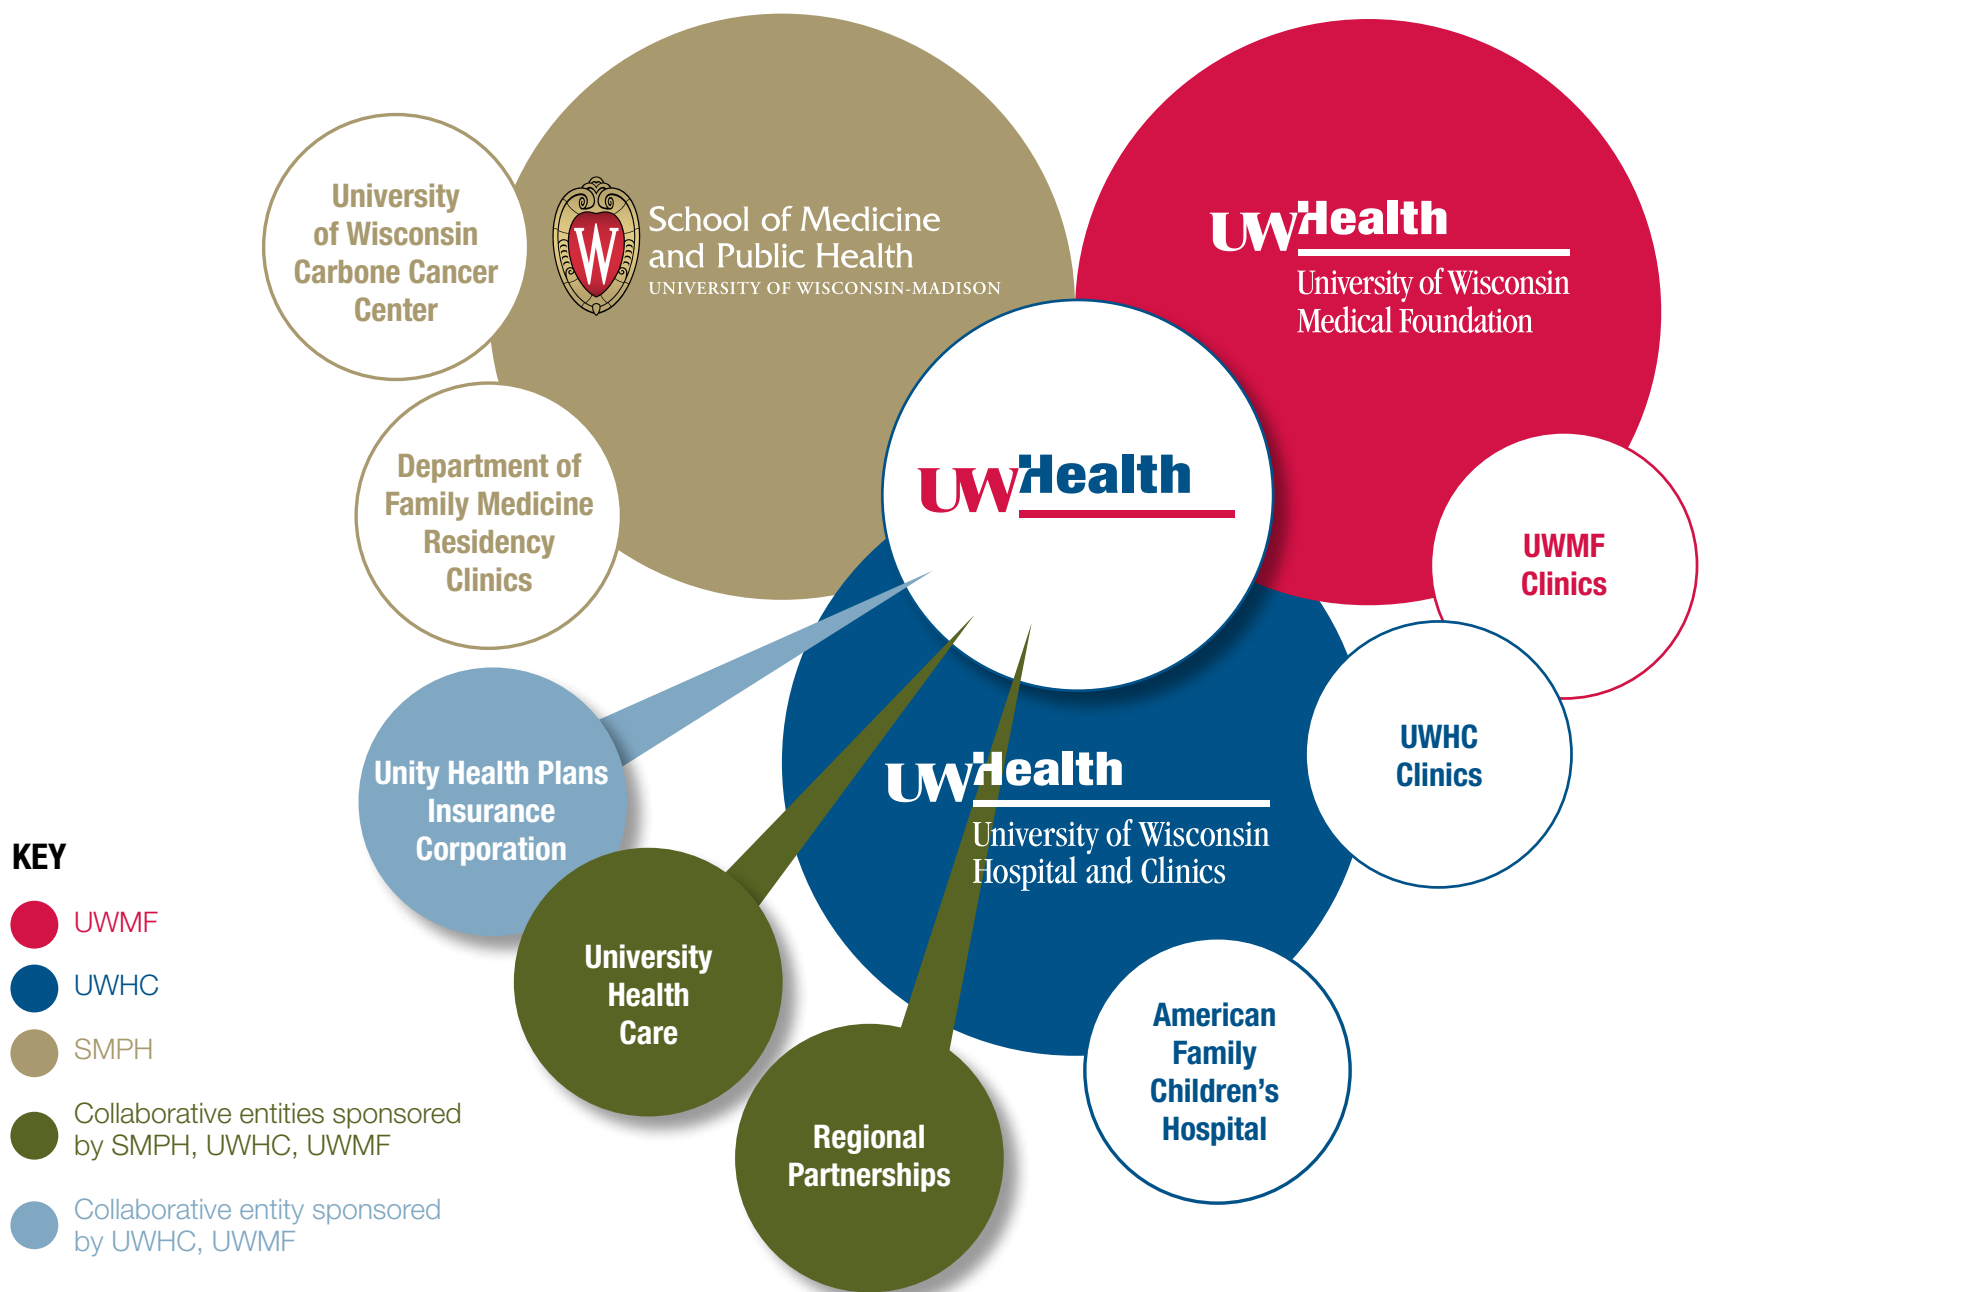 University
of Wisconsin
Carbone Cancer
Center
W
School of Medicine
and Public Health
UNIVERSITY OF WISCONSIN-MADISON
UWHealth
University of Wisconsin
Medical Foundation
Department of
Family Medicine
Residency
Clinics
UWHealth
UWMF
Clinics
UWHC
Clinics
Unity Health Plans
Insurance
Corporation
UWHealth
University of Wisconsin
Hospital and Clinics
University
Health
Care
American
Family
Children’s
Hospital
Regional
Partnerships
KEY
UWMF
UWHC
SMPH
Collaborative entities sponsored
by SMPH, UWHC, UWMF
Collaborative entity sponsored
by UWHC, UWMF